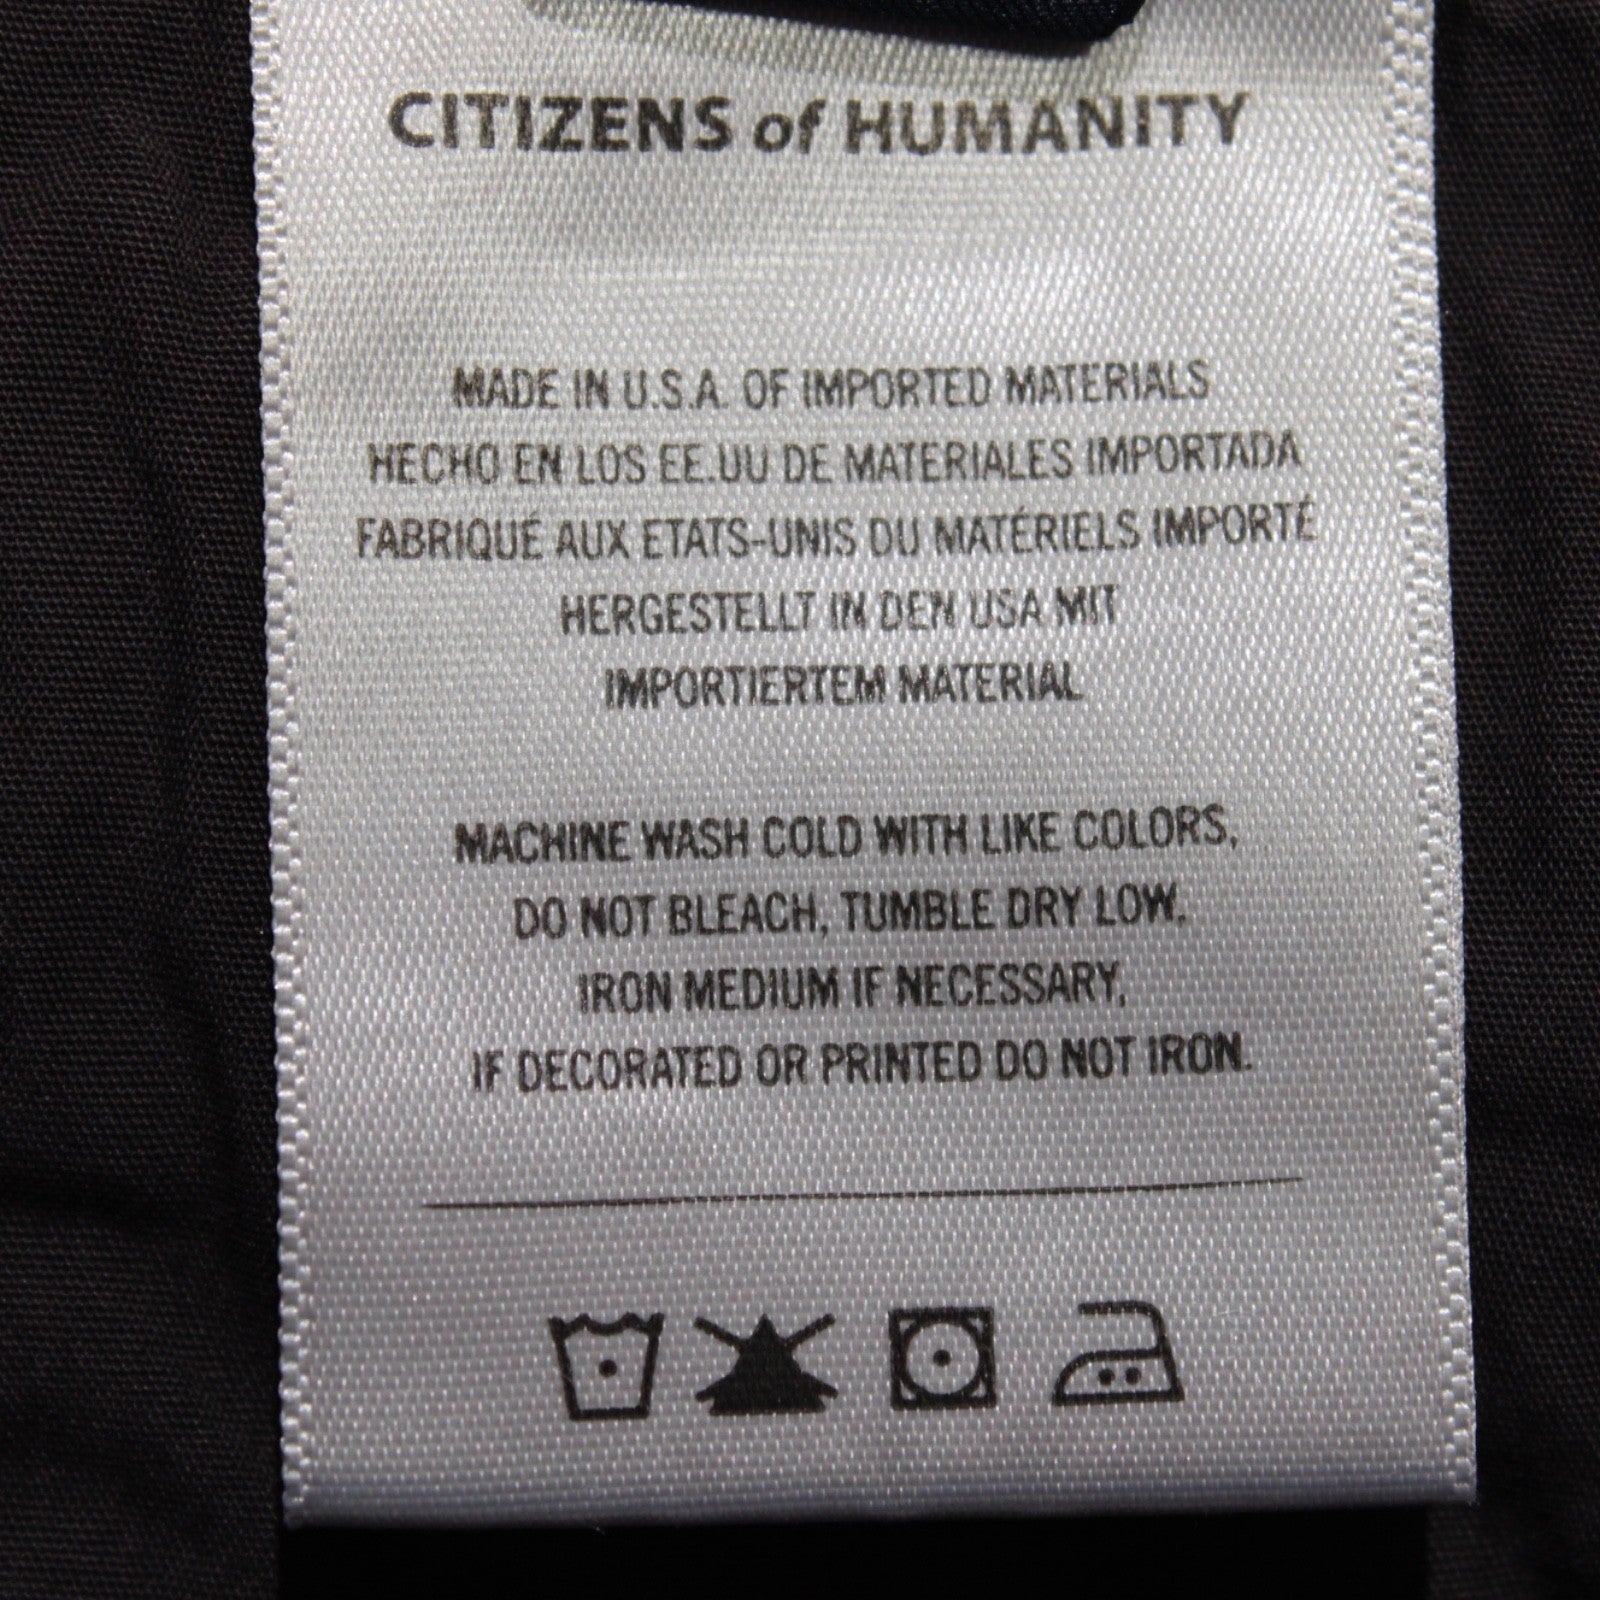 CITIZENS of HUMANITY
MADE IN U.S.A. OF IMPORTED MATERIALS
HECHO EN LOS EE.UU DE MATERIALES IMPORTADA
FABRIQUÉ AUX ETATS-UNIS DU MATÉRIELS IMPORTÉ
HERGESTELLT IN DEN USA MIT
IMPORTIERTEM MATERIAL
MACHINE WASH COLD WITH LIKE COLORS,
DO NOT BLEACH, TUMBLE DRY LOW.
IRON MEDIUM IF NECESSARY,
IF DECORATED OR PRINTED DO NOT IRON.